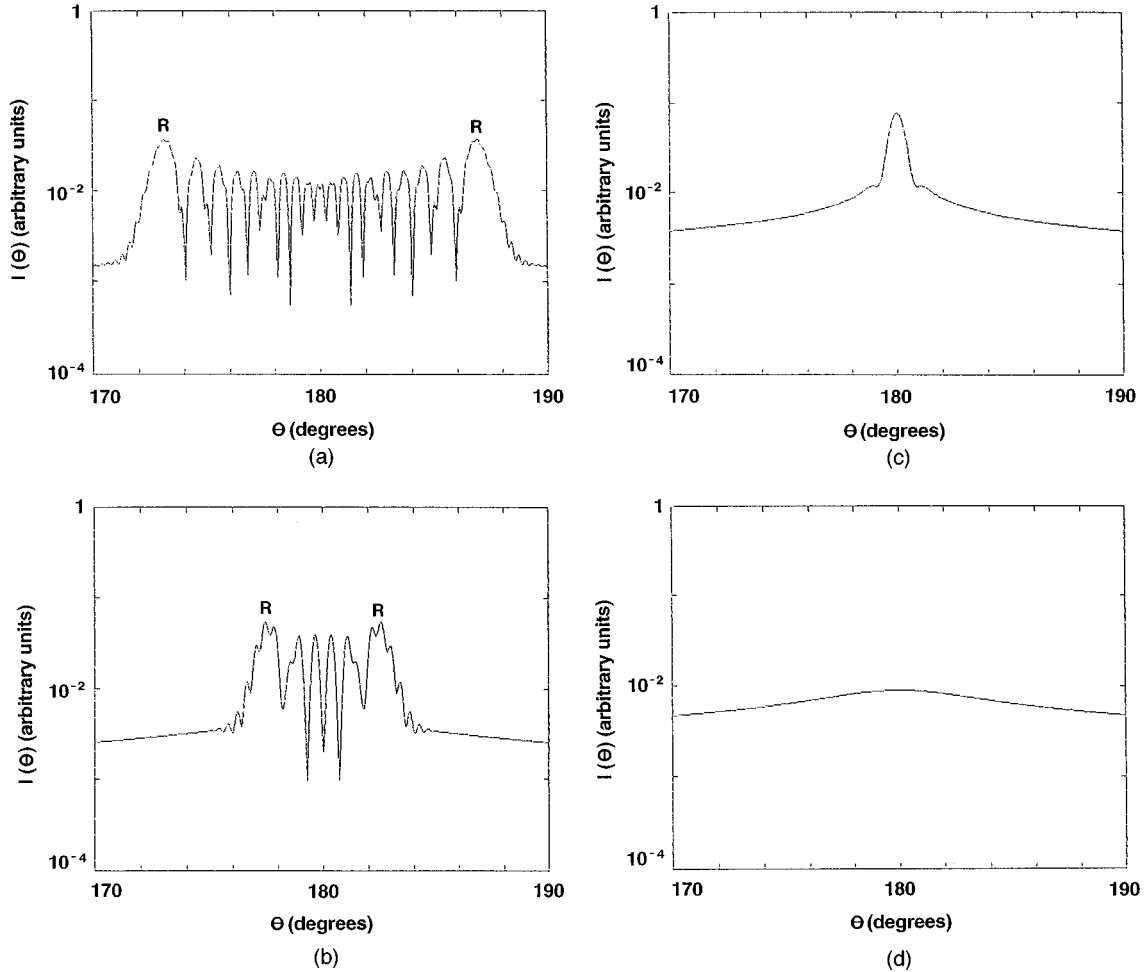 1
R
R
10-2
10-4
I (Θ) (arbitrary units)
170
180
190
Θ (degrees)
(a)
1
10-2
10-4
I (Θ) (arbitrary units)
170
180
190
Θ (degrees)
(c)
1
R
R
10-2
10-4
I (Θ) (arbitrary units)
170
180
190
Θ (degrees)
(b)
1
10-2
10-4
I (Θ) (arbitrary units)
170
180
190
Θ (degrees)
(d)